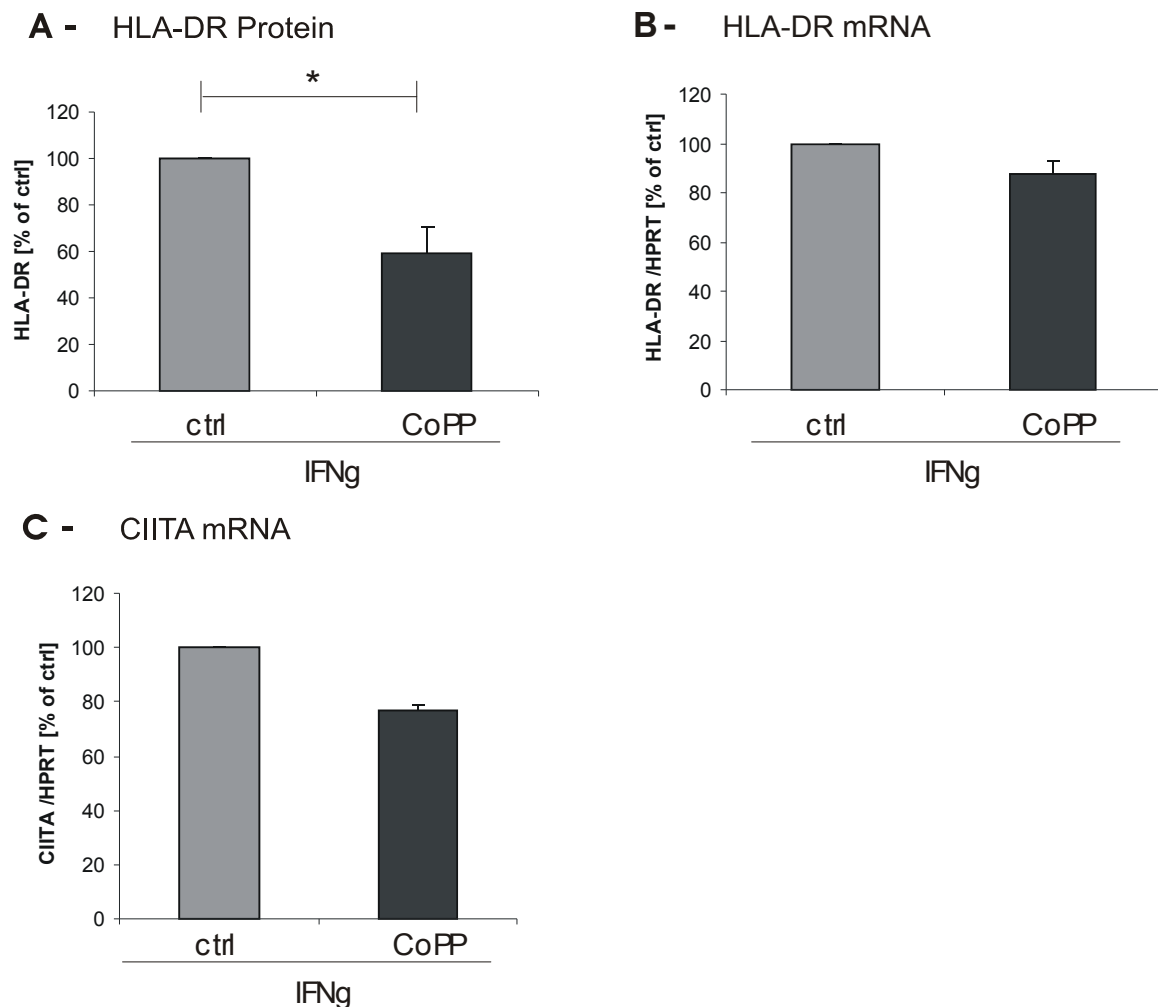 A - HLA-DR Protein
*
HLA-DR [% of ctrl]
120
100
80
60
40
20
0
ctrl CoPP
IFNg
B - HLA-DR mRNA
HLA-DR /HPRT [% of ctrl]
120
100
80
60
40
20
0
ctrl CoPP
IFNg
C - CIITA mRNA
CIITA /HPRT [% of ctrl]
120
100
80
60
40
20
0
ctrl CoPP
IFNg